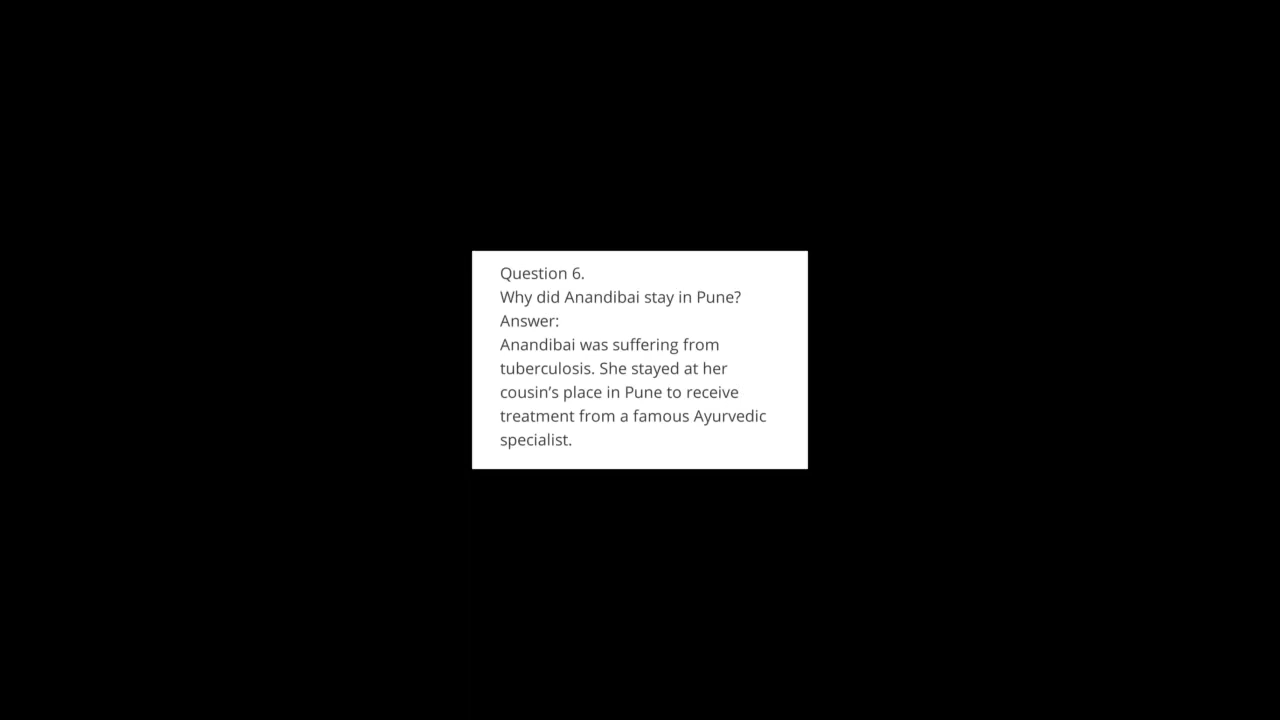 Question 6.
Why did Anandibai stay in Pune?
Answer:
Anandibai was suffering from
tuberculosis. She stayed at her
cousin’s place in Pune to receive
treatment from a famous Ayurvedic
specialist.